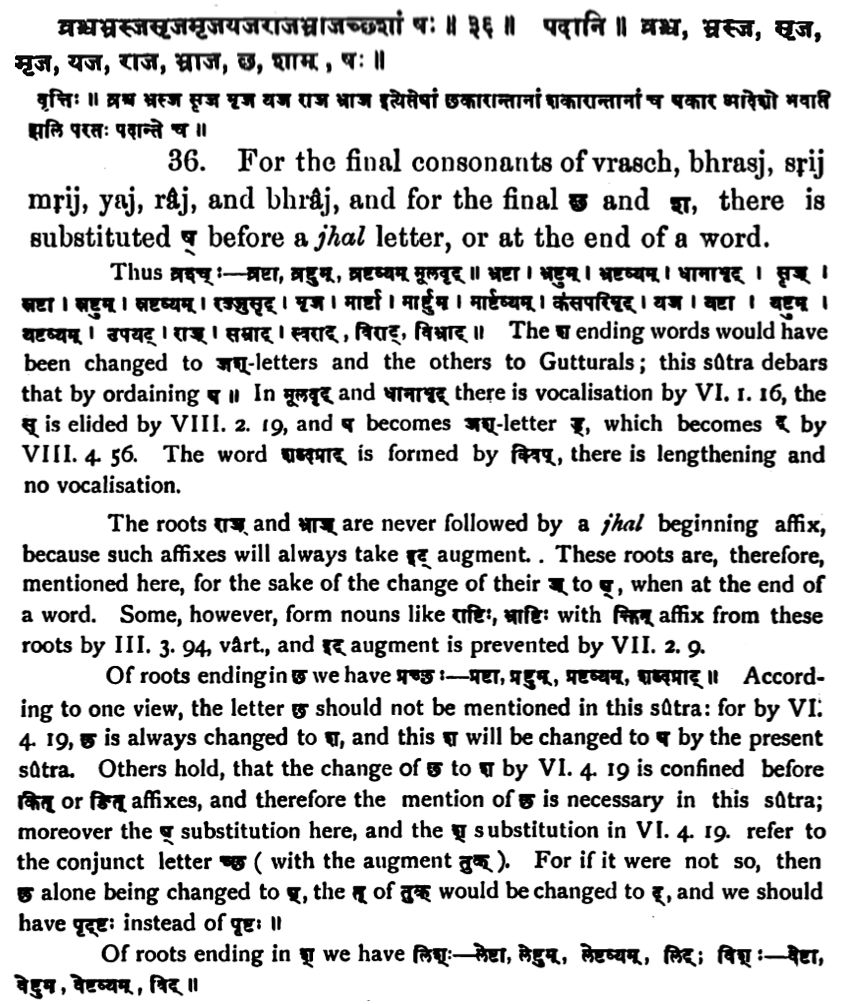 व्रश्चभ्रस्जसृजमृजयजराजभ्राजच्छशां षः ॥ ३६ ॥ पदानि ॥ व्रश्च, भ्रस्ज, सृज,
मृज, यज, राज, भ्राज, छ, शाम्, षः ॥
वृत्तिः ॥ व्रश्च भ्रस्ज सृज मृज यज राज भ्राज इत्येतेषां छकारान्तानां शकारान्तानां च षकार आदेशो भवति
झलि परतः पदान्ते च ॥
36. For the final consonants of vrasch, bhrasj, sṛij
mṛij, yaj, râj, and bhrâj, and for the final छ and श, there is
substituted ष् before a jhal letter, or at the end of a word.
Thus व्रश्च् :—व्रष्टा, व्रष्टुम्, व्रष्टव्यम् मूलवृट् ॥ भ्रष्टा । भ्रष्टुम् । भ्रष्टव्यम् । धानाभृट् । सृज् ।
स्रष्टा । स्रष्टुम् । स्रष्टव्यम् । रज्जुसृट् । मृज । मार्ष्टा । मार्ष्टुम । मार्ष्टव्यम् । कंसपरिमृट् । यज । यष्टा । यष्टुम् ।
यष्टव्यम् । उपयट् । राज् । सम्राट् । स्वराट्, विराट्, विभ्राट् ॥ The श ending words would have
been changed to जश्-letters and the others to Gutturals; this sûtra debars
that by ordaining ष ॥ In मूलवृट् and धानाभृट् there is vocalisation by VI. 1. 16, the
स् is elided by VIII. 2. 19, and ष becomes जश्-letter ड्, which becomes ट् by
VIII. 4. 56. The word शब्दप्राट् is formed by क्विप्, there is lengthening and
no vocalisation.
The roots राज् and भ्राज् are never followed by a jhal beginning affix,
because such affixes will always take इट् augment. . These roots are, therefore,
mentioned here, for the sake of the change of their ज् to ष्, when at the end of
a word. Some, however, form nouns like राष्टिः, भ्राष्टिः with क्तिन् affix from these
roots by III. 3. 94, vârt., and इट् augment is prevented by VII. 2. 9.
Of roots ending in छ we have प्रच्छ :—प्रष्टा, प्रष्टुम्, प्रष्टव्यम्, शब्दप्राट् ॥ Accord-
ing to one view, the letter छ should not be mentioned in this sûtra: for by VI.
4. 19, छ is always changed to श, and this श will be changed to ष by the present
sûtra. Others hold, that the change of छ to श by VI. 4. 19 is confined before
कित् or ङित् affixes, and therefore the mention of छ is necessary in this sûtra;
moreover the ष् substitution here, and the श् substitution in VI. 4. 19. refer to
the conjunct letter च्छ ( with the augment तुक् ). For if it were not so, then
छ alone being changed to ष्, the त् of तुक् would be changed to ट्, and we should
have पृट्ष्टः instead of पृष्टः ॥
Of roots ending in श् we have लिश्:—लेष्टा, लेष्टुम्, लेष्टव्यम्, लिट्; विश् :—वेष्टा,
वेष्टुम, वेष्टव्यम्, विट् ॥